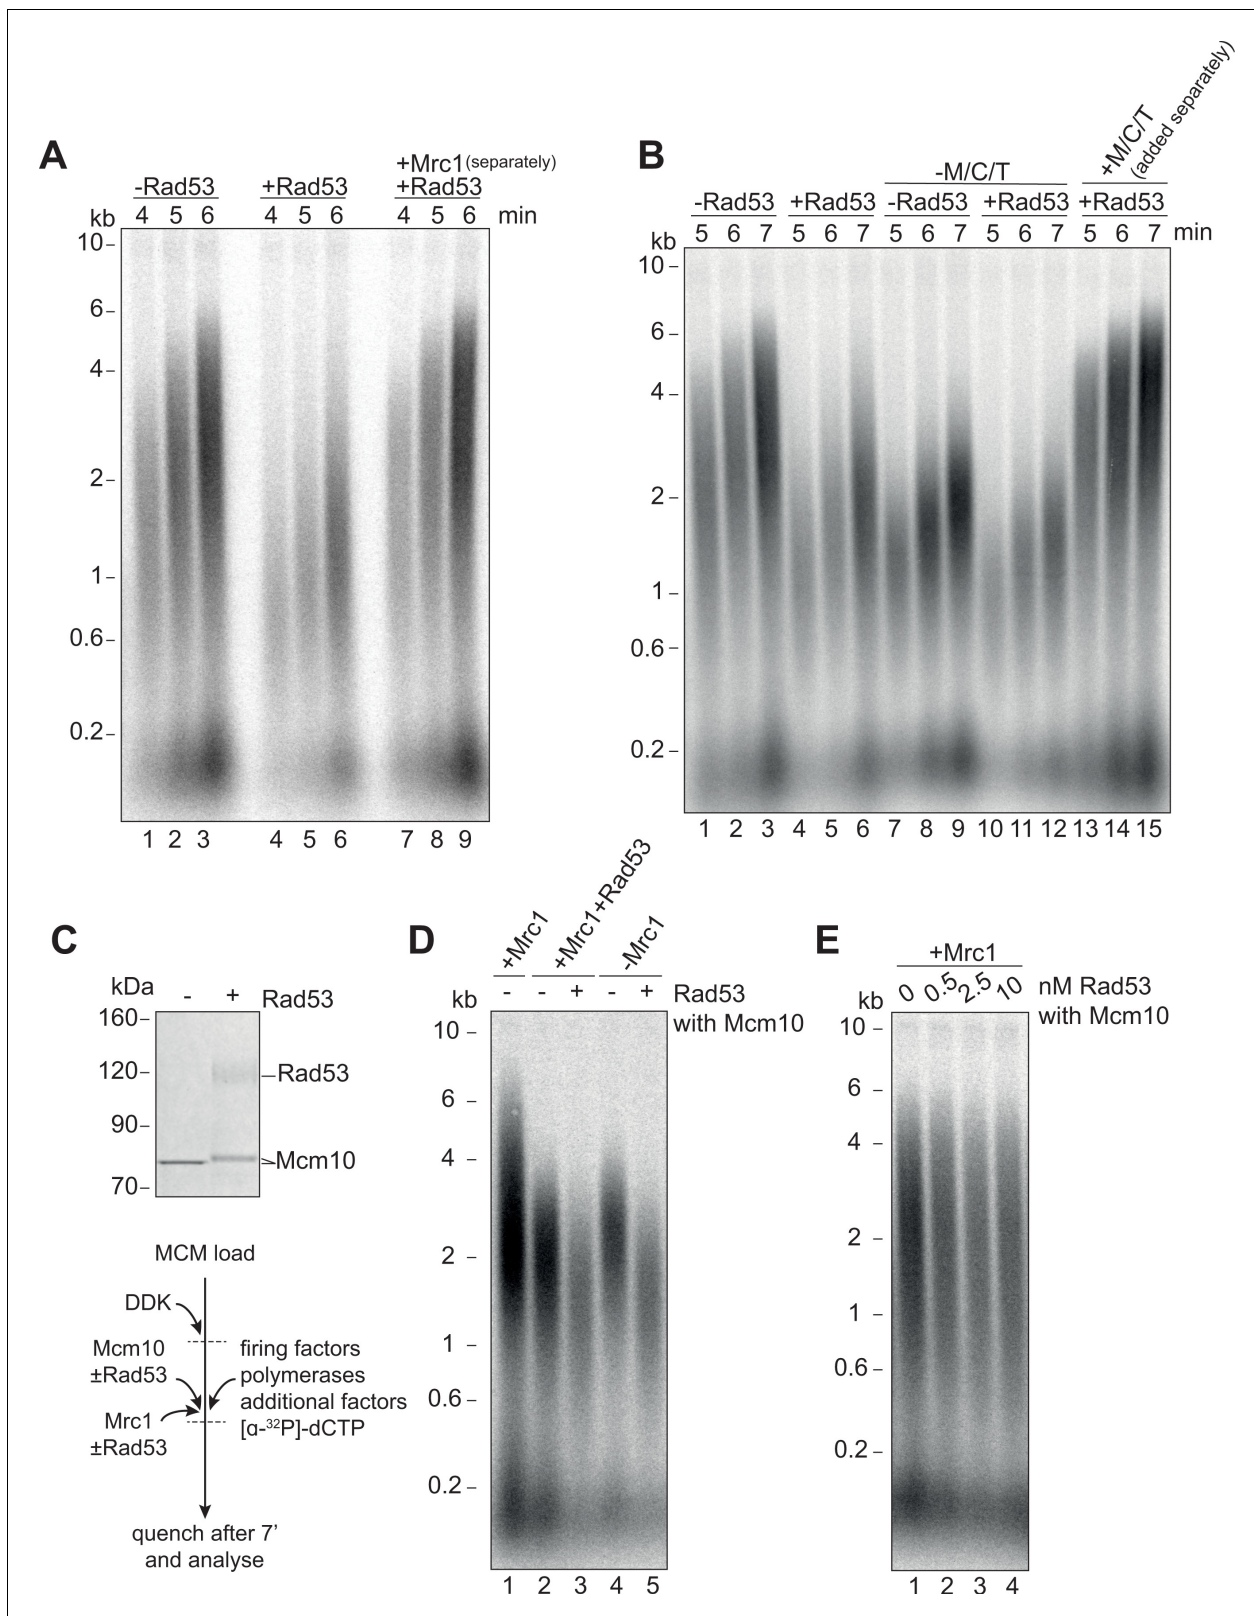 A
+Mrc1(separately)
-Rad53 +Rad53 +Rad53
kb 4 5 6 4 5 6 4 5 6 min
10
6
4
2
1
0.6
0.2
1 2 3 4 5 6 7 8 9
B
+M/C/T
(added separately)
-M/C/T
-Rad53 +Rad53 -Rad53 +Rad53 +Rad53
kb 5 6 7 5 6 7 5 6 7 5 6 7 5 6 7 min
10
6
4
2
1
0.6
0.2
1 2 3 4 5 6 7 8 9 10 11 12 13 14 15
C
kDa - + Rad53
160
120
90
70
Rad53
Mcm10
MCM load
DDK
Mcm10
±Rad53
Mrc1
±Rad53
firing factors
polymerases
additional factors
[α-³²P]-dCTP
quench after 7'
and analyse
D
+Mrc1
+Mrc1+Rad53
-Mrc1
kb - - + - + Rad53
with Mcm10
10
6
4
2
1
0.6
0.2
1 2 3 4 5
E
+Mrc1
kb 0 0.5 2.5 10 nM Rad53
with Mcm10
10
6
4
2
1
0.6
0.2
1 2 3 4